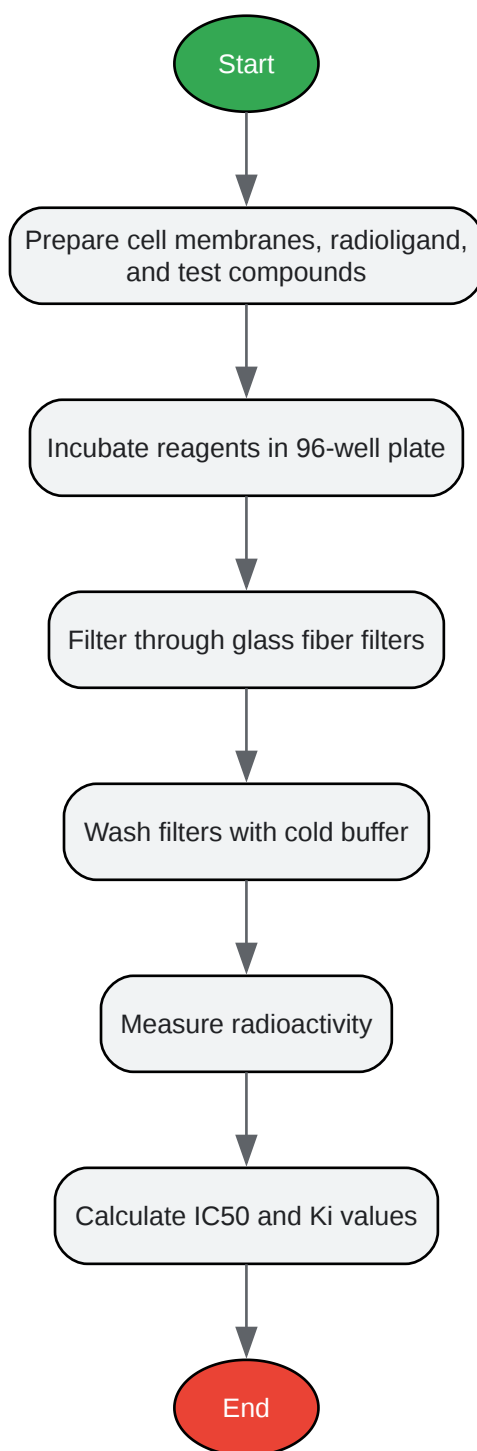 Start
Prepare cell membranes, radioligand,
and test compounds
Incubate reagents in 96-well plate
Filter through glass fiber filters
Wash filters with cold buffer
Measure radioactivity
Calculate IC50 and Ki values
End